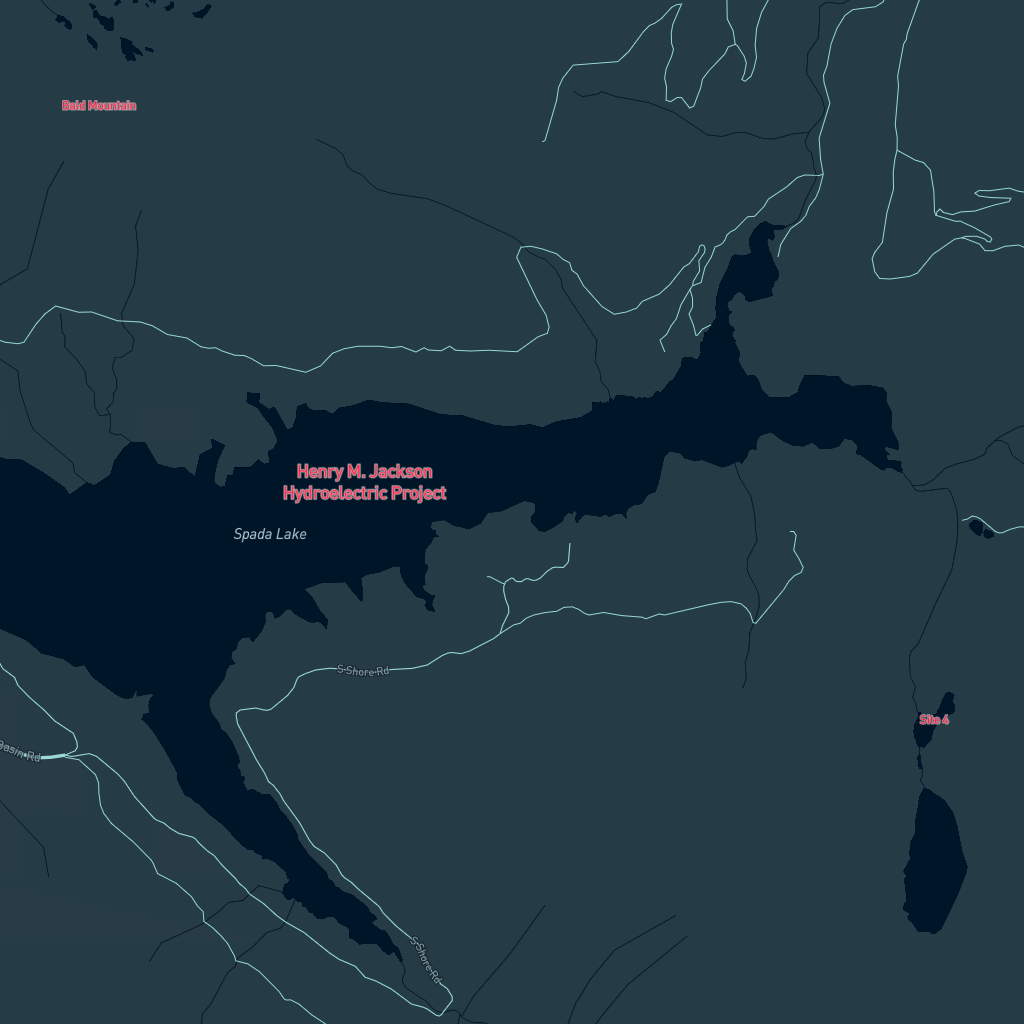 Bald Mountain
Henry M. Jackson
Hydroelectric Project
Spada Lake
S Shore Rd
Site 4
Basin Rd
S Shore Rd